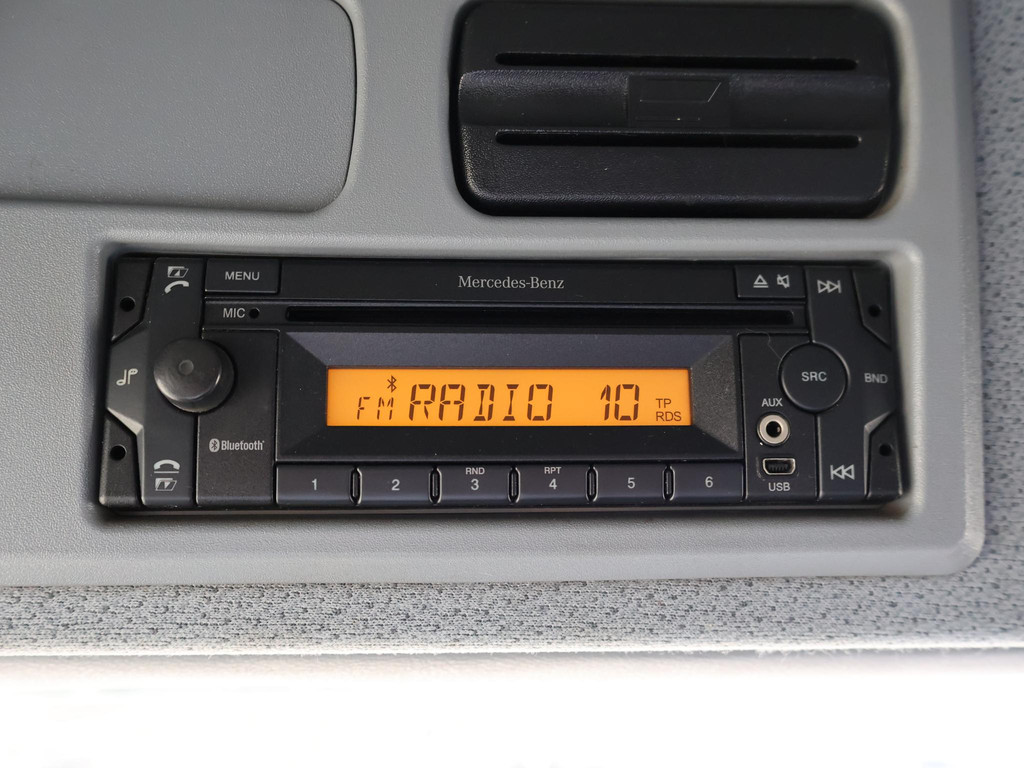 MENU
Mercedes-Benz
MIC
FM RADIO 10 TP
RDS
SRC
BND
AUX
Bluetooth
RND
RPT
1 2 3 4 5 6
USB